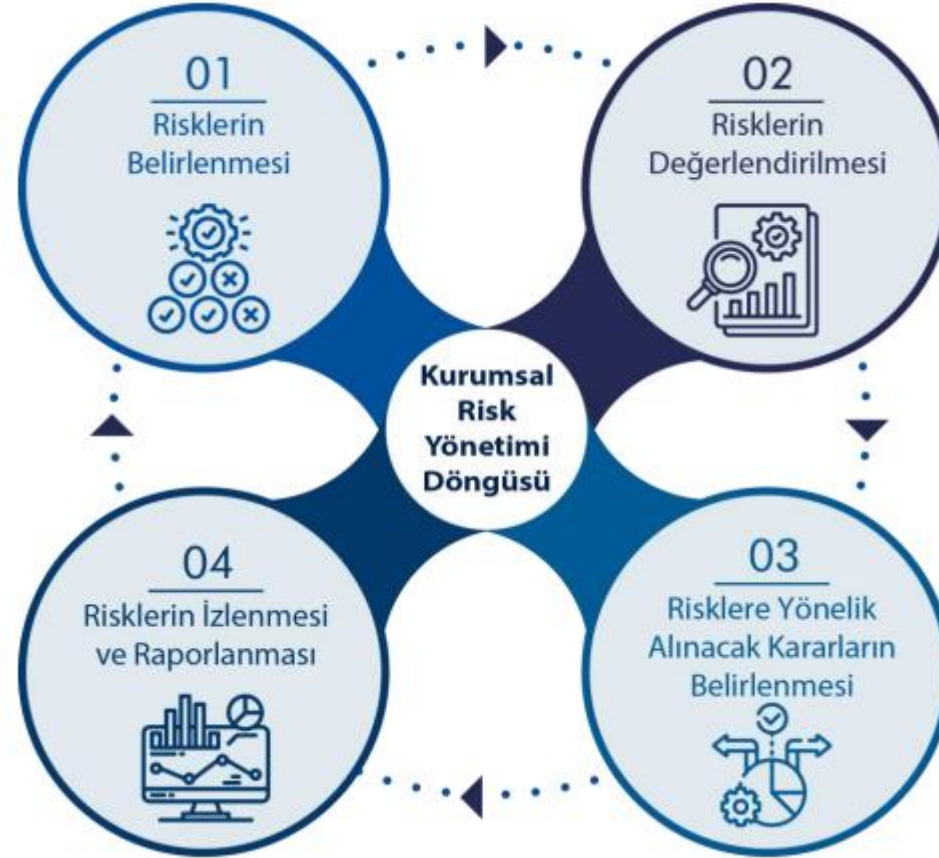 01
Risklerin
Belirlenmesi
02
Risklerin
Değerlendirilmesi
Kurumsal
Risk
Yönetimi
Döngüsü
03
Risklere Yönelik
Alınacak Kararların
Belirlenmesi
04
Risklerin İzlenmesi
ve Raporlanması